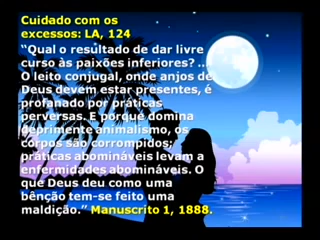 Cuidado com os
excessos: LA, 124
“Qual o resultado de dar livre
curso às paixões inferiores? ...
O leito conjugal, onde anjos de
Deus devem estar presentes, é
profanado por práticas
perversas. E porque domina
deprimente animalismo, os
corpos são corrompidos;
práticas abomináveis levam a
enfermidades abomináveis. O
que Deus deu como uma
bênção tem-se feito uma
maldição.” Manuscrito 1, 1888.